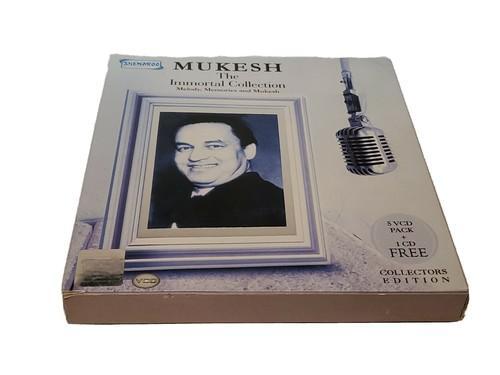 SHEMAROO
MUKESH
The
Immortal Collection
Melody, Memories and Mukesh
5 VCD
PACK
+
1 CD
FREE
COLLECTORS
EDITION
VCD